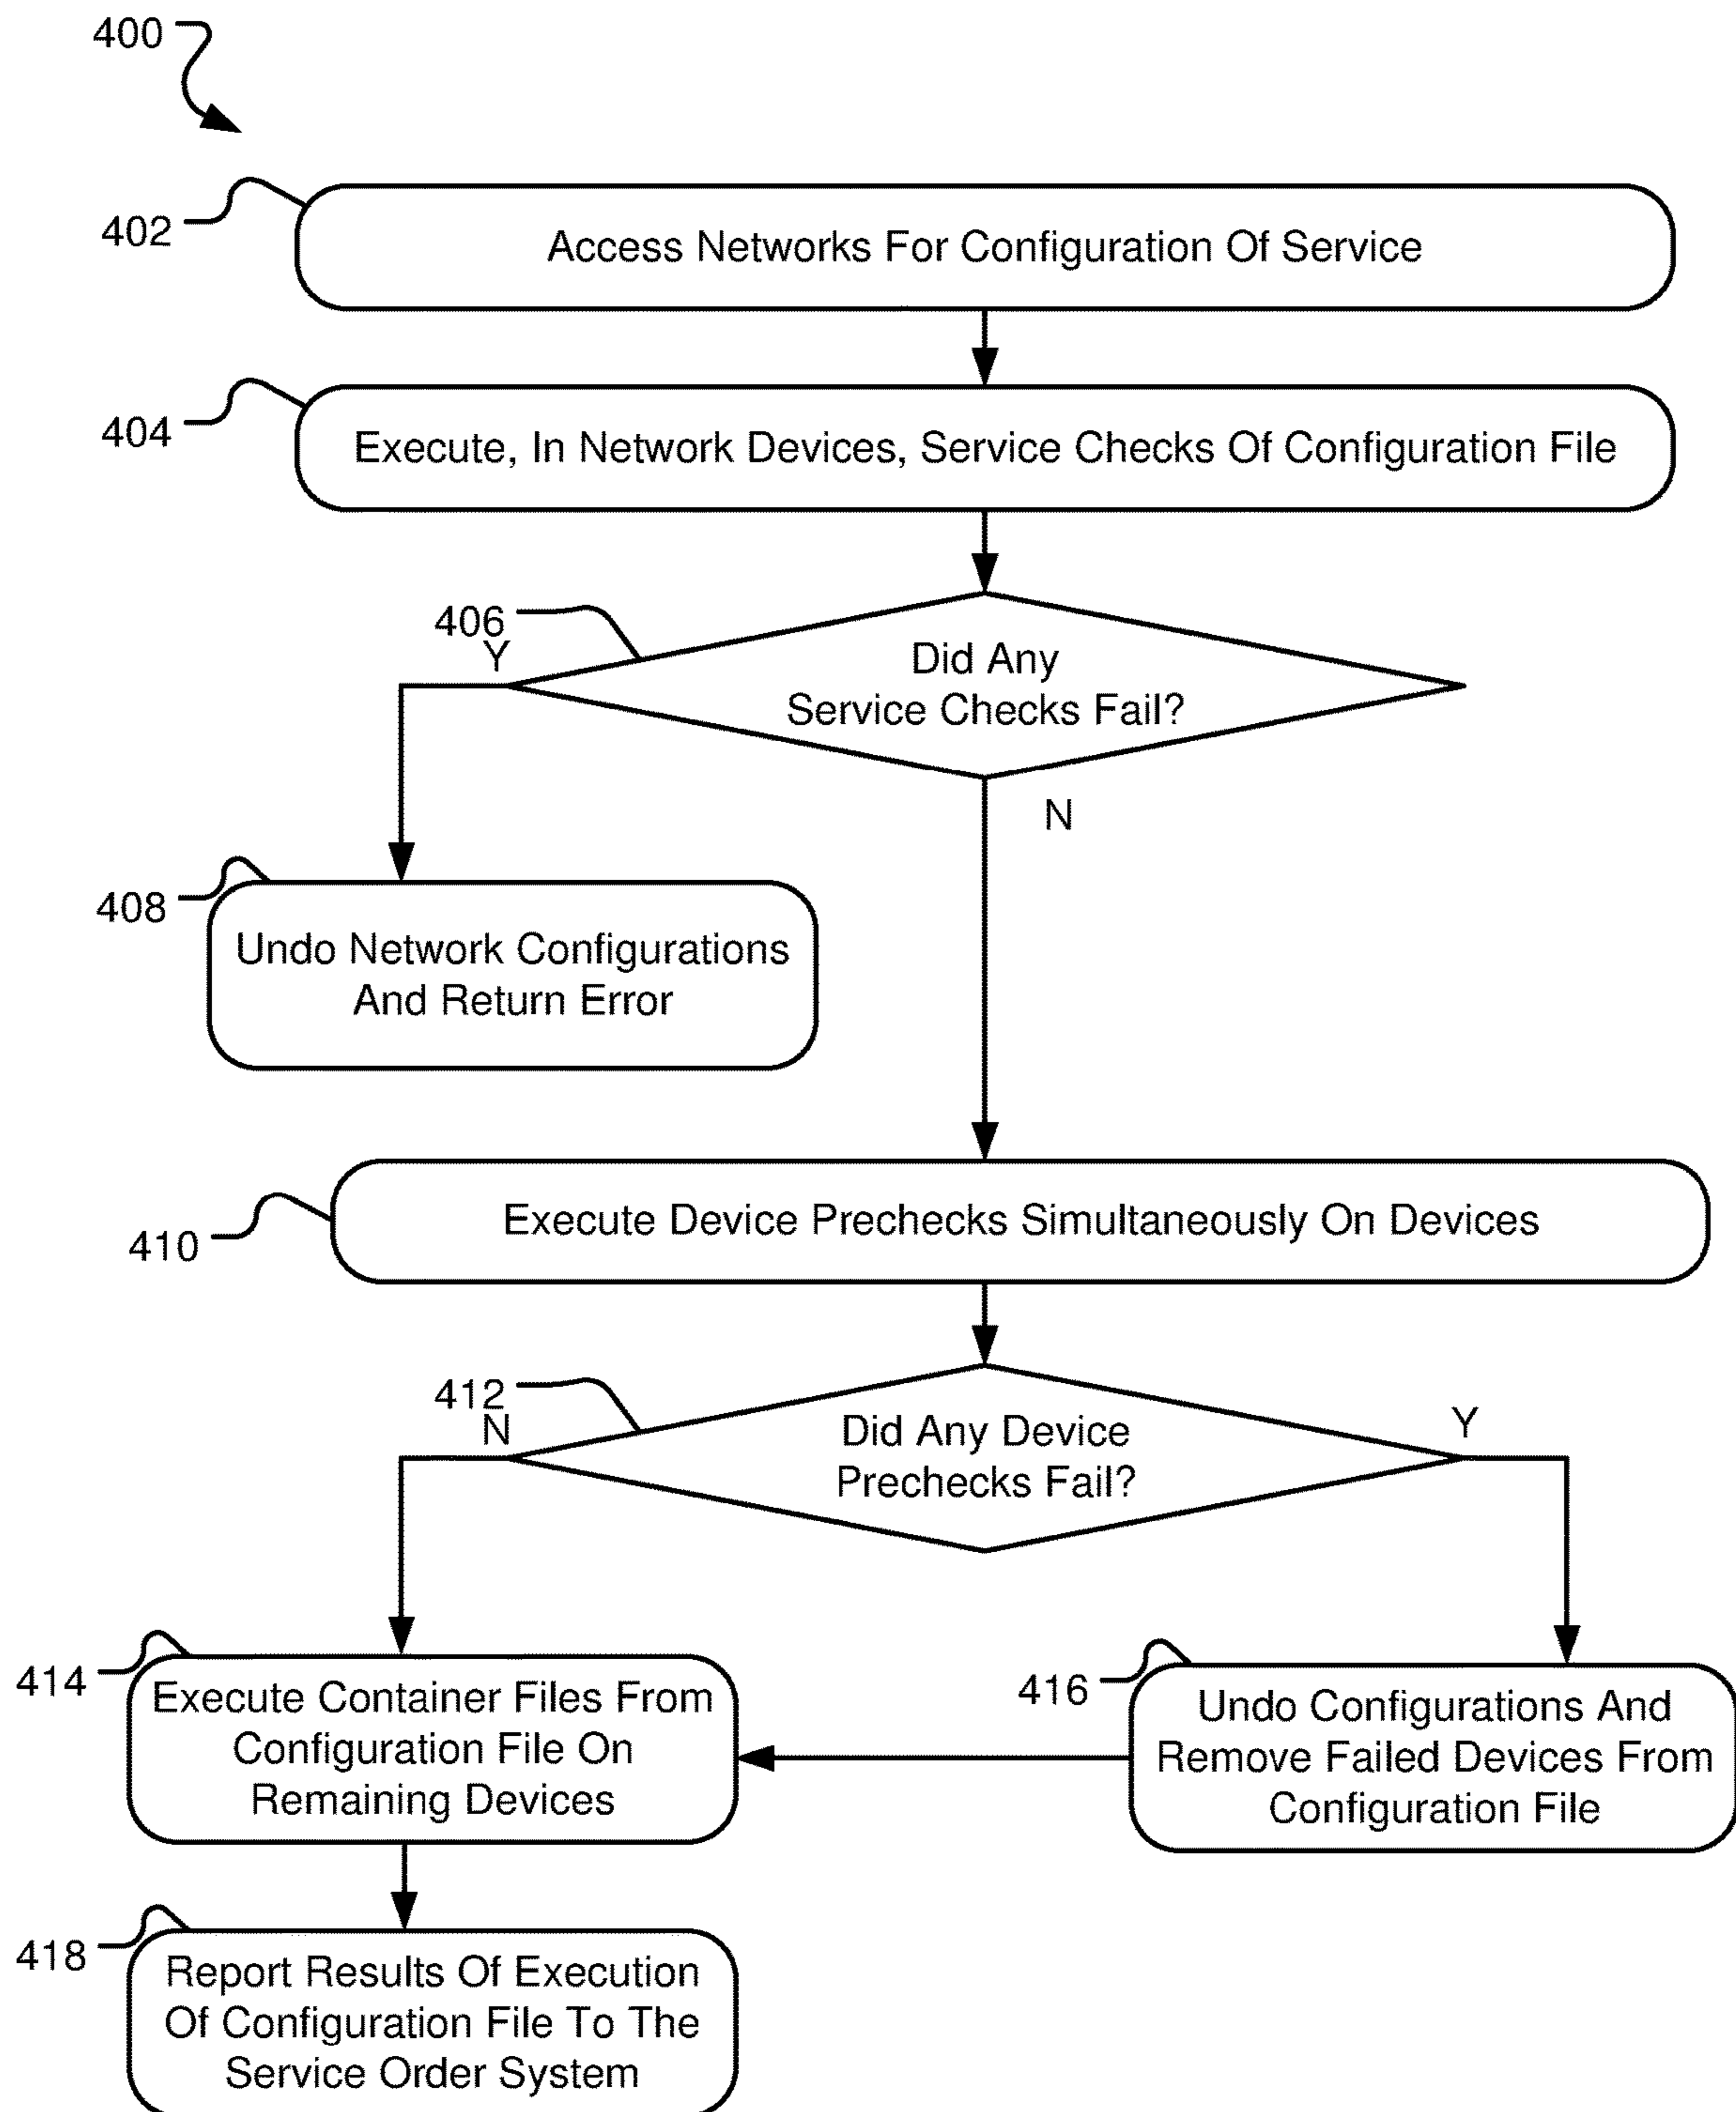 400
402
Access Networks For Configuration Of Service
404
Execute, In Network Devices, Service Checks Of Configuration File
406
Y
Did Any
Service Checks Fail?
N
408
Undo Network Configurations
And Return Error
410
Execute Device Prechecks Simultaneously On Devices
412
N
Did Any Device
Prechecks Fail?
Y
414
Execute Container Files From
Configuration File On
Remaining Devices
416
Undo Configurations And
Remove Failed Devices From
Configuration File
418
Report Results Of Execution
Of Configuration File To The
Service Order System